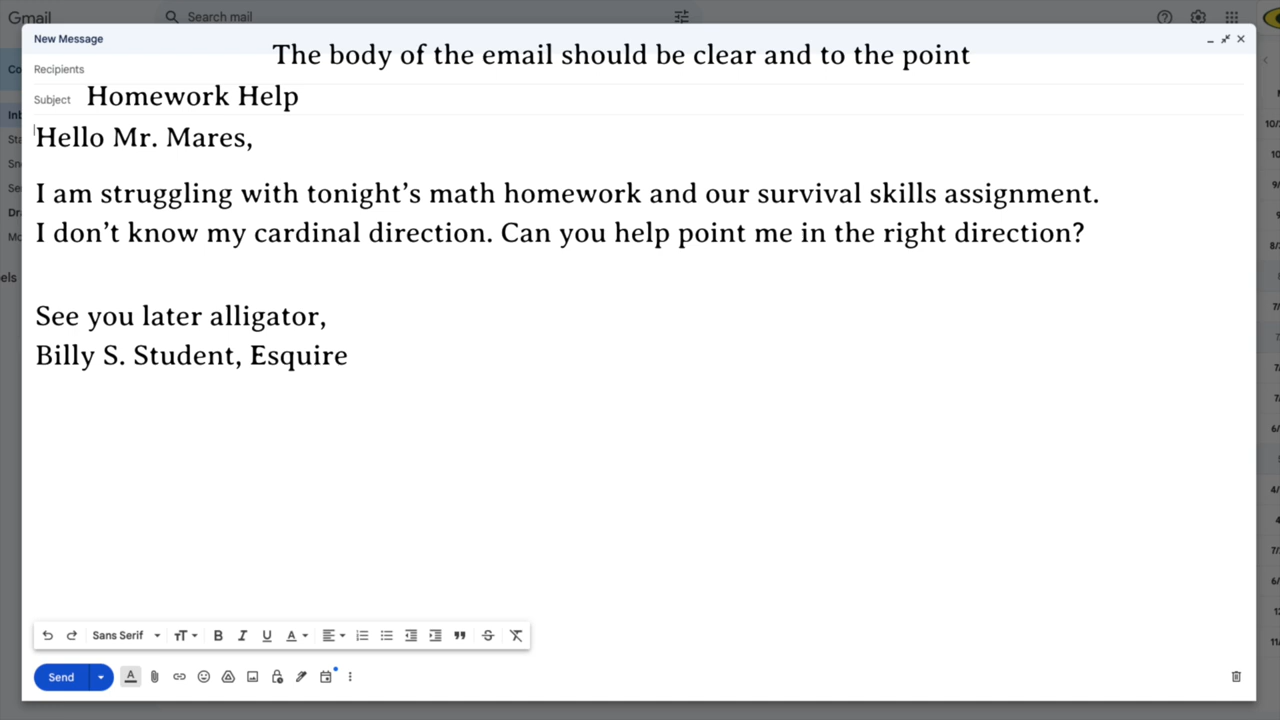 Gmail
Search mail
New Message
The body of the email should be clear and to the point
Recipients
Subject Homework Help
Hello Mr. Mares,
I am struggling with tonight’s math homework and our survival skills assignment.
I don’t know my cardinal direction. Can you help point me in the right direction?
See you later alligator,
Billy S. Student, Esquire
Sans Serif
Send